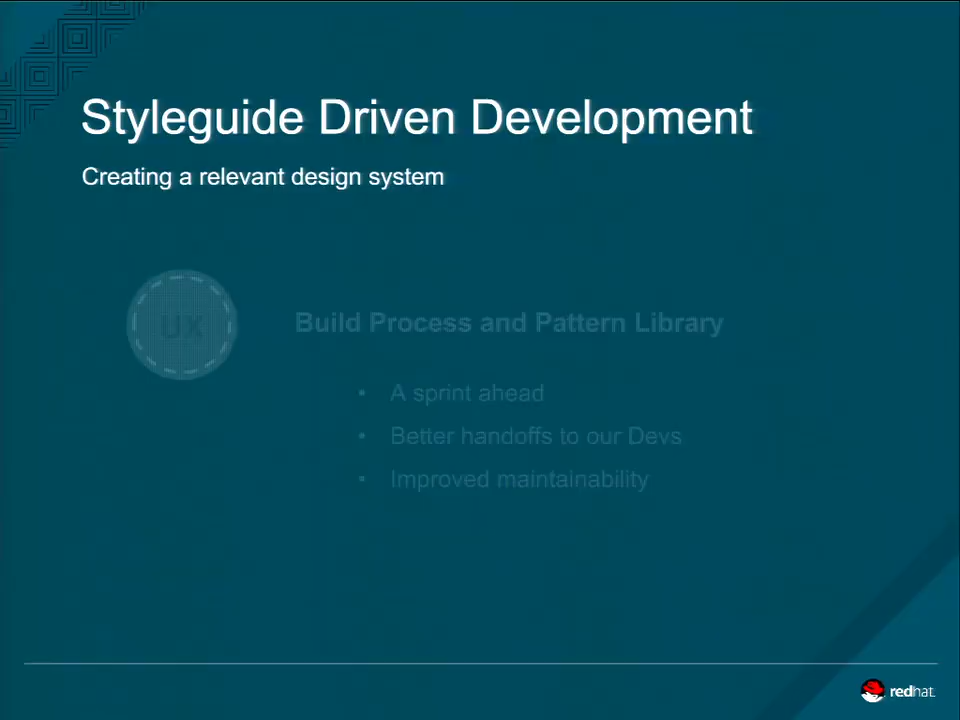 Styleguide Driven Development
Creating a relevant design system
UX
Build Process and Pattern Library
• A sprint ahead
• Better handoffs to our Devs
• Improved maintainability
redhat.